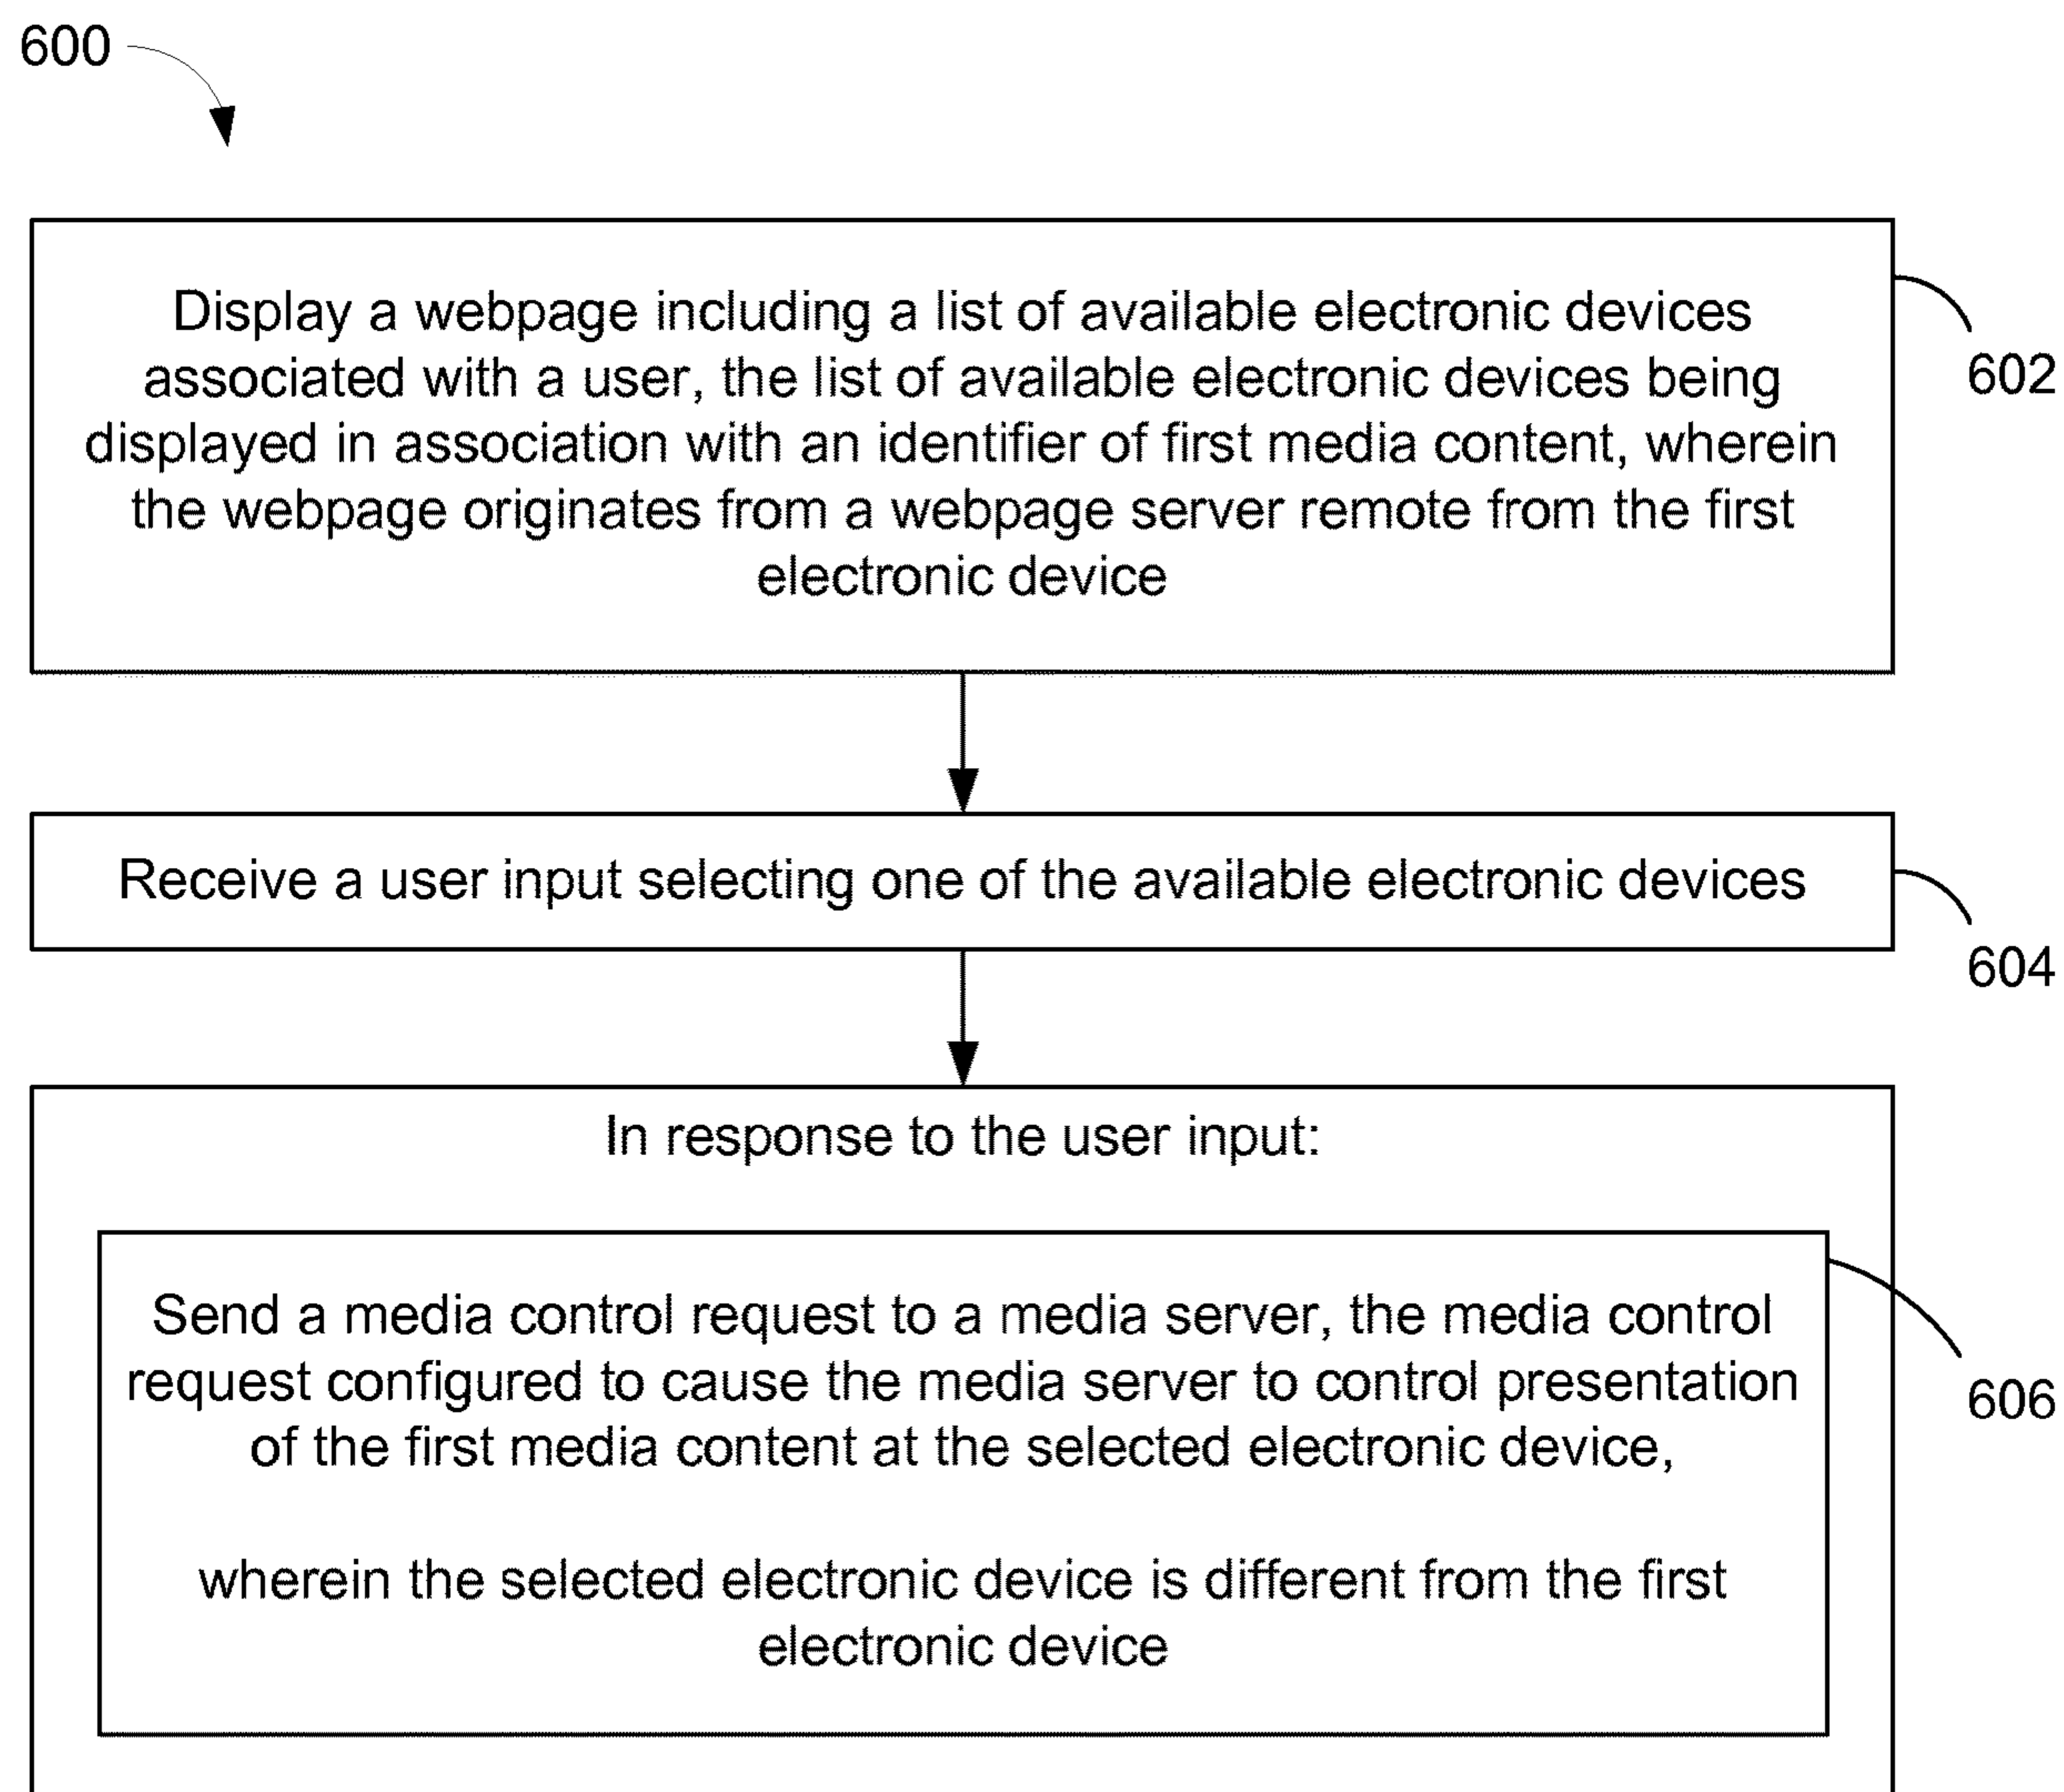 600
Display a webpage including a list of available electronic devices
associated with a user, the list of available electronic devices being
displayed in association with an identifier of first media content, wherein
the webpage originates from a webpage server remote from the first
electronic device
602
Receive a user input selecting one of the available electronic devices
604
In response to the user input:
Send a media control request to a media server, the media control
request configured to cause the media server to control presentation
of the first media content at the selected electronic device,
wherein the selected electronic device is different from the first
electronic device
606